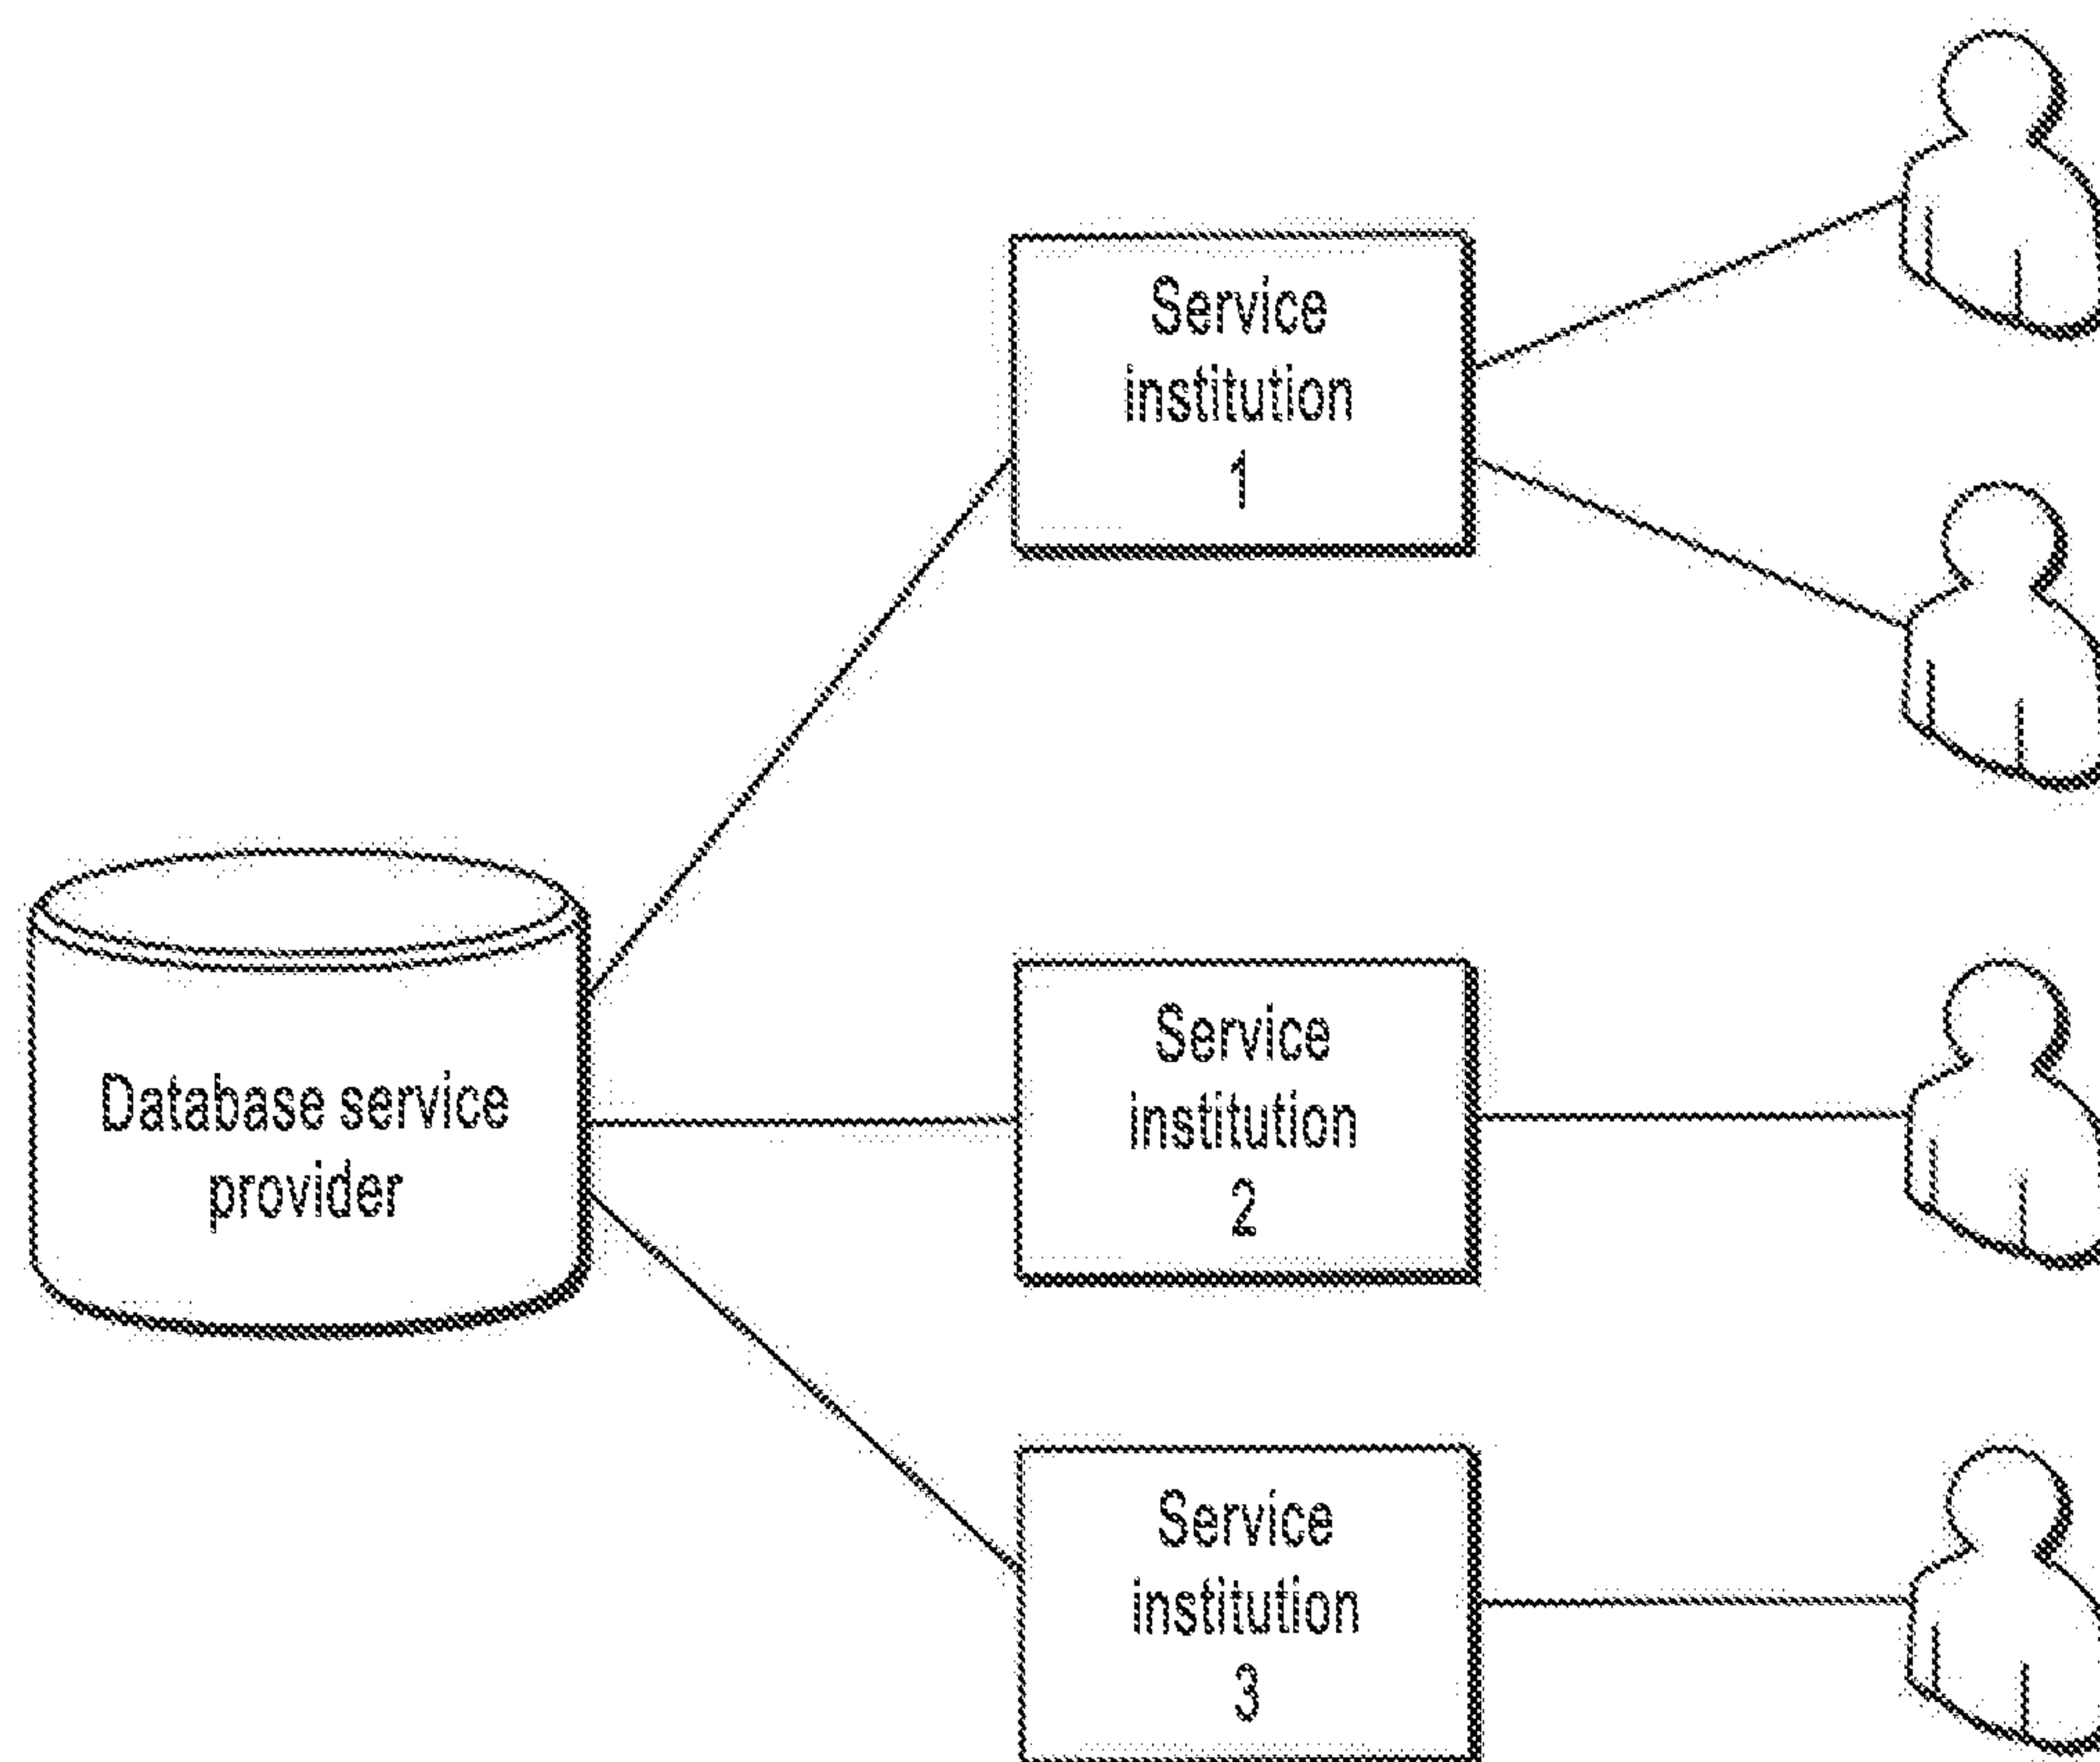 Service
institution
1
Database service
provider
Service
institution
2
Service
institution
3